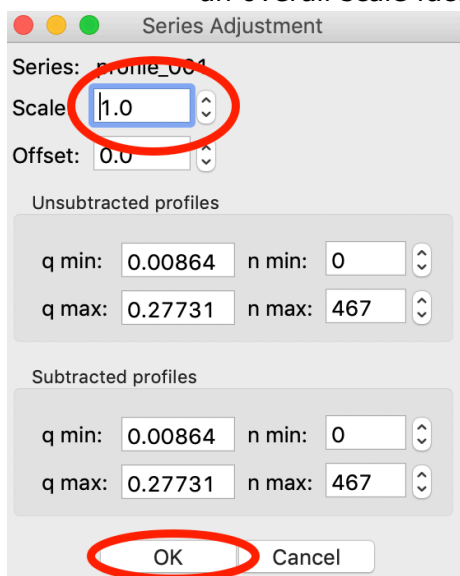 Series Adjustment
Series: profile_001
Scale 1.0
Offset: 0.0
Unsubtracted profiles
q min: 0.00864 n min: 0
q max: 0.27731 n max: 467
Subtracted profiles
q min: 0.00864 n min: 0
q max: 0.27731 n max: 467
OK Cancel